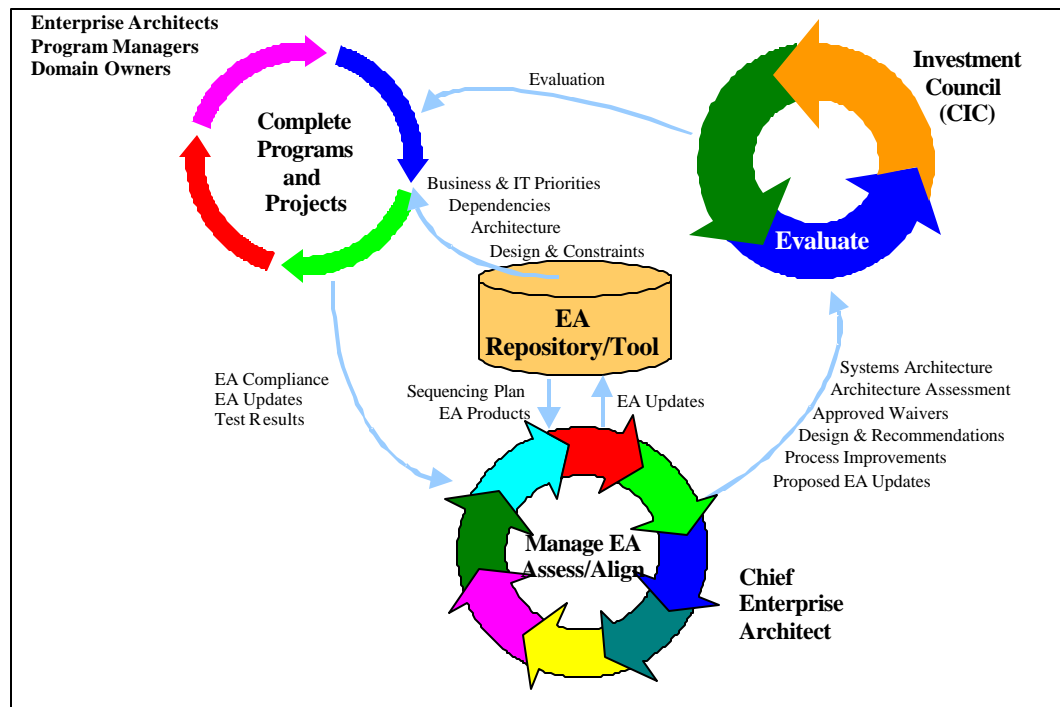 Enterprise Architects
Program Managers
Domain Owners
Complete
Programs
and
Projects
Evaluation
Investment
Council
(CIC)
Evaluate
Business & IT Priorities
Dependencies
Architecture
Design & Constraints
EA
Repository/Tool
EA Compliance
EA Updates
Test Results
Sequencing Plan
EA Products
EA Updates
Systems Architecture
Architecture Assessment
Approved Waivers
Design & Recommendations
Process Improvements
Proposed EA Updates
Manage EA
Assess/Align
Chief
Enterprise
Architect